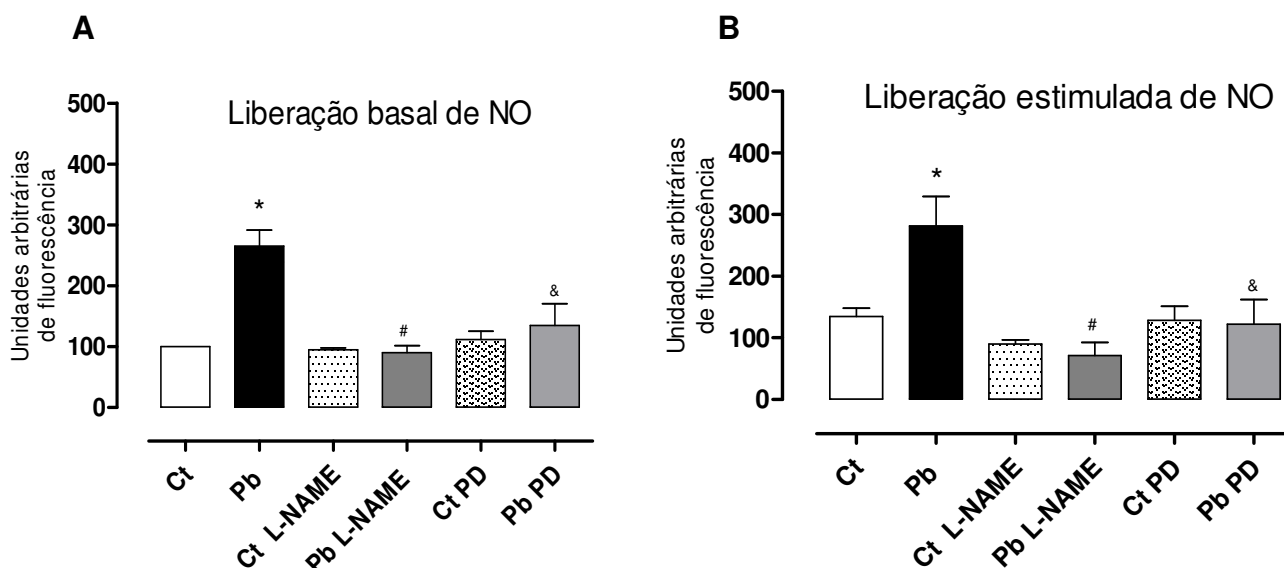 A
Liberação basal de NO
Unidades arbitrárias
de fluorescência
500
400
300
200
100
0
*
#
&
Ct
Pb
Ct L-NAME
Pb L-NAME
Ct PD
Pb PD
B
Liberação estimulada de NO
Unidades arbitrárias
de fluorescência
500
400
300
200
100
0
*
#
&
Ct
Pb
Ct L-NAME
Pb L-NAME
Ct PD
Pb PD